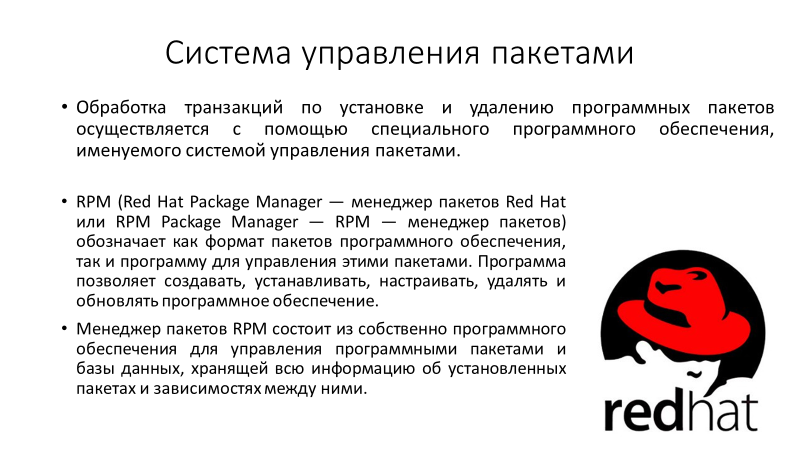 Система управления пакетами
• Обработка транзакций по установке и удалению программных пакетов
осуществляется с помощью специального программного обеспечения,
именуемого системой управления пакетами.
• RPM (Red Hat Package Manager — менеджер пакетов Red Hat
или RPM Package Manager — RPM — менеджер пакетов)
обозначает как формат пакетов программного обеспечения,
так и программу для управления этими пакетами. Программа
позволяет создавать, устанавливать, настраивать, удалять и
обновлять программное обеспечение.
• Менеджер пакетов RPM состоит из собственно программного
обеспечения для управления программными пакетами и
базы данных, хранящей всю информацию об установленных
пакетах и зависимостях между ними.
redhat